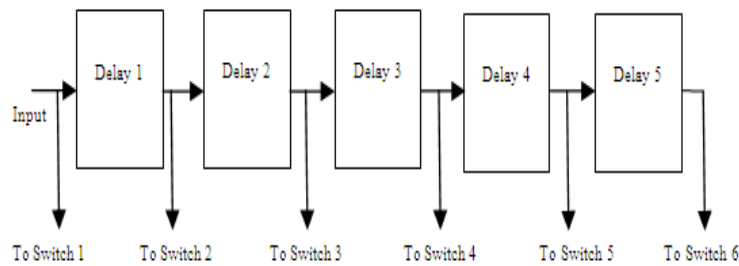 Delay 1
Delay 2
Delay 3
Delay 4
Delay 5
Input
To Switch 1
To Switch 2
To Switch 3
To Switch 4
To Switch 5
To Switch 6